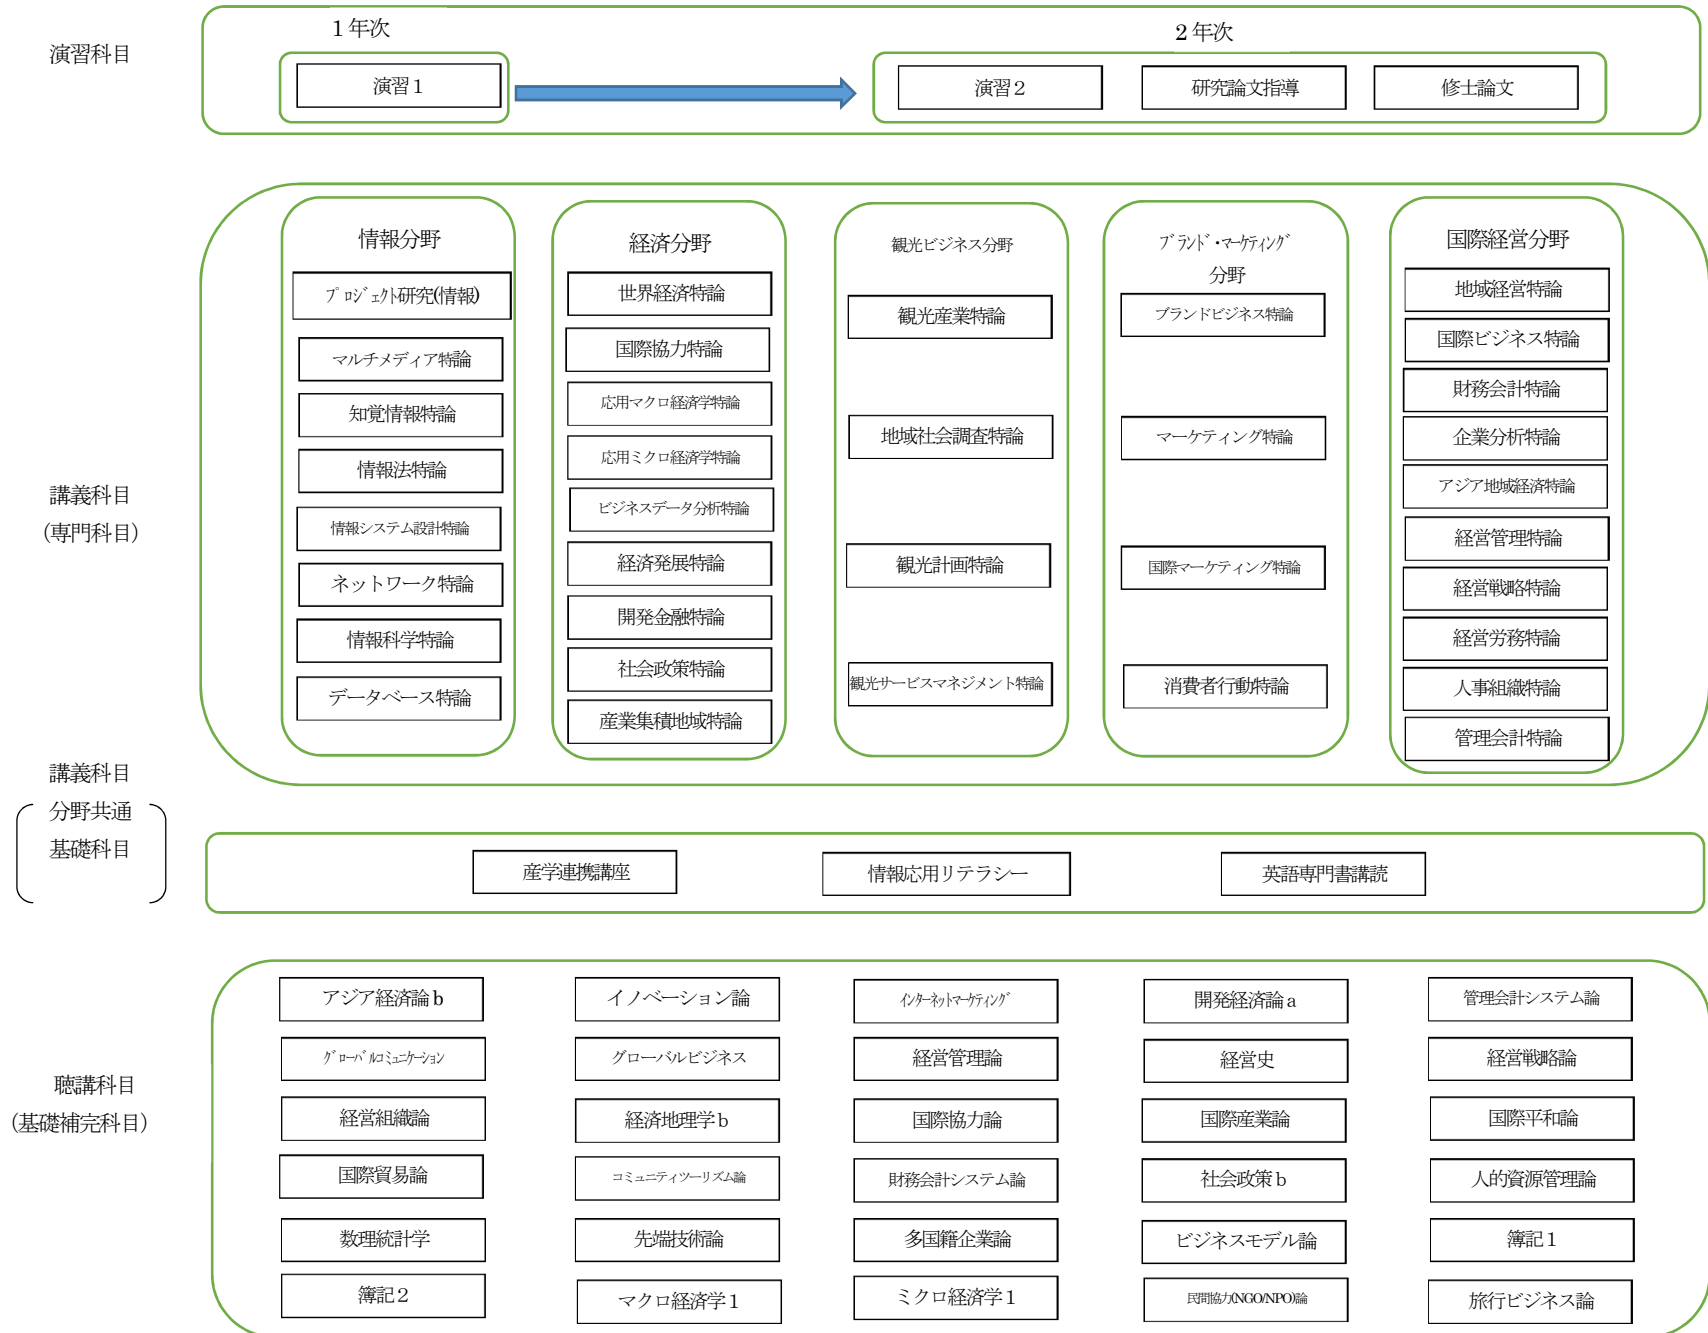 演習科目
1年次
2年次
演習1
演習2
研究論文指導
修士論文
講義科目
(専門科目)
情報分野
プロジェクト研究(情報)
マルチメディア特論
知覚情報特論
情報法特論
情報システム設計特論
ネットワーク特論
情報科学特論
データベース特論
経済分野
世界経済特論
国際協力特論
応用マクロ経済学特論
応用ミクロ経済学特論
ビジネスデータ分析特論
経済発展特論
開発金融特論
社会政策特論
産業集積地域特論
観光ビジネス分野
観光産業特論
地域社会調査特論
観光計画特論
観光サービスマネジメント特論
ブランド・マーケティング
分野
ブランドビジネス特論
マーケティング特論
国際マーケティング特論
消費者行動特論
国際経営分野
地域経営特論
国際ビジネス特論
財務会計特論
企業分析特論
アジア地域経済特論
経営管理特論
経営戦略特論
経営労務特論
人事組織特論
管理会計特論
講義科目
分野共通
基礎科目
産学連携講座
情報応用リテラシー
英語専門書講読
聴講科目
(基礎補完科目)
アジア経済論b
イノベーション論
インターネットマーケティング
開発経済論a
管理会計システム論
グローバルコミュニケーション
グローバルビジネス
経営管理論
経営史
経営戦略論
経営組織論
経済地理学b
国際協力論
国際産業論
国際平和論
国際貿易論
コミュニティツーリズム論
財務会計システム論
社会政策b
人的資源管理論
数理統計学
先端技術論
多国籍企業論
ビジネスモデル論
簿記1
簿記2
マクロ経済学1
ミクロ経済学1
民間協力(NGO/NPO)論
旅行ビジネス論